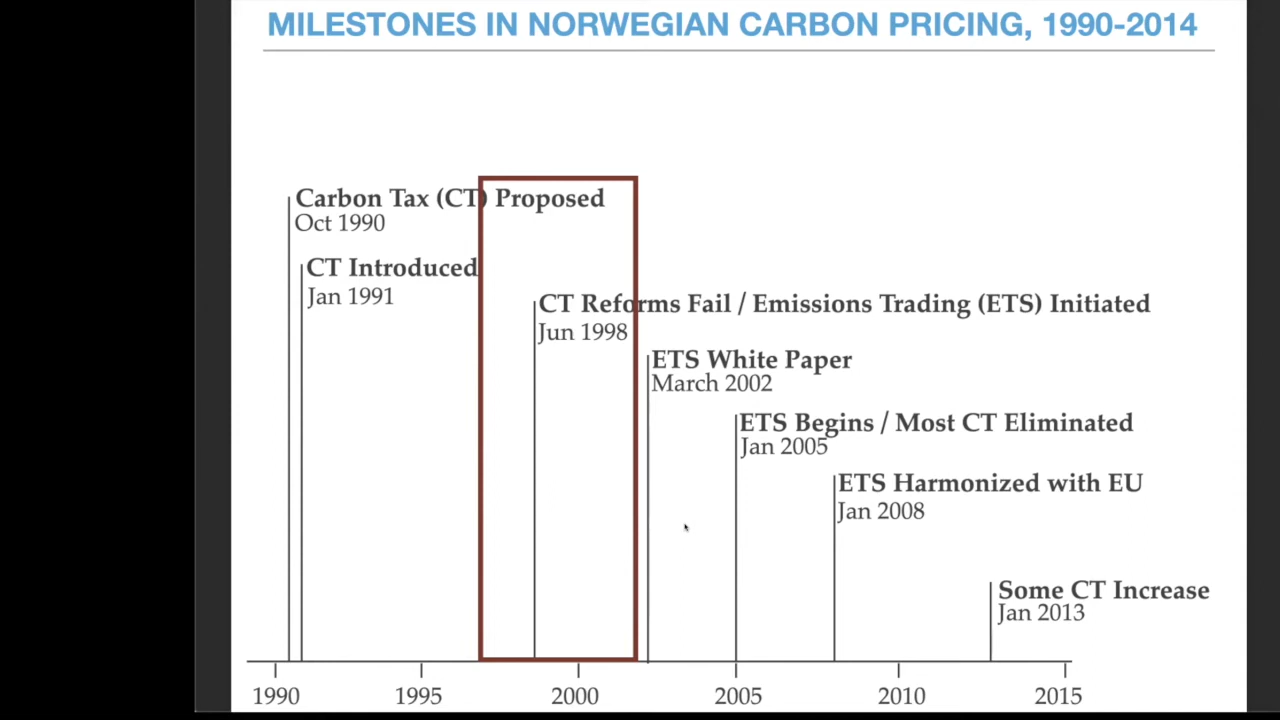 MILESTONES IN NORWEGIAN CARBON PRICING, 1990-2014
Carbon Tax (CT) Proposed
Oct 1990
CT Introduced
Jan 1991
CT Reforms Fail / Emissions Trading (ETS) Initiated
Jun 1998
ETS White Paper
March 2002
ETS Begins / Most CT Eliminated
Jan 2005
ETS Harmonized with EU
Jan 2008
Some CT Increase
Jan 2013
1990 1995 2000 2005 2010 2015